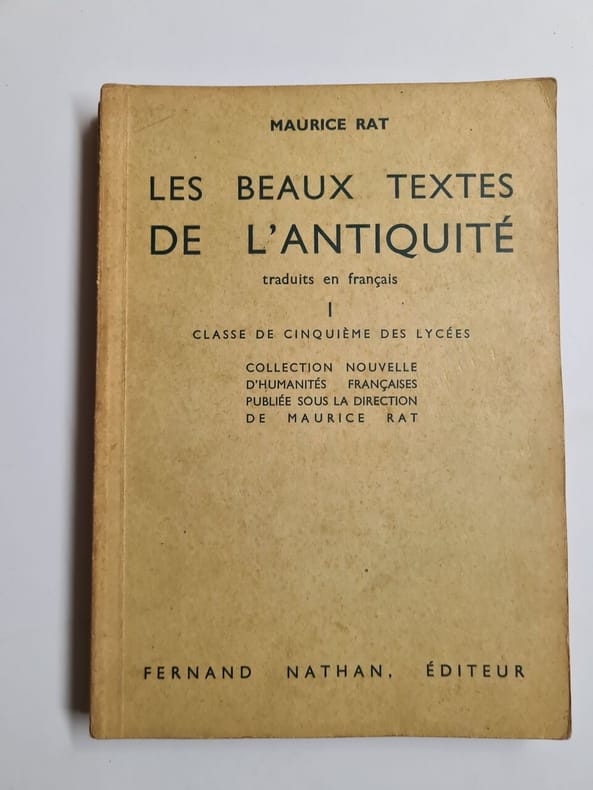 MAURICE RAT
LES BEAUX TEXTES
DE L'ANTIQUITÉ
traduits en français
I
CLASSE DE CINQUIÈME DES LYCÉES
COLLECTION NOUVELLE
D'HUMANITÉS FRANÇAISES
PUBLIÉE SOUS LA DIRECTION
DE MAURICE RAT
FERNAND NATHAN, ÉDITEUR